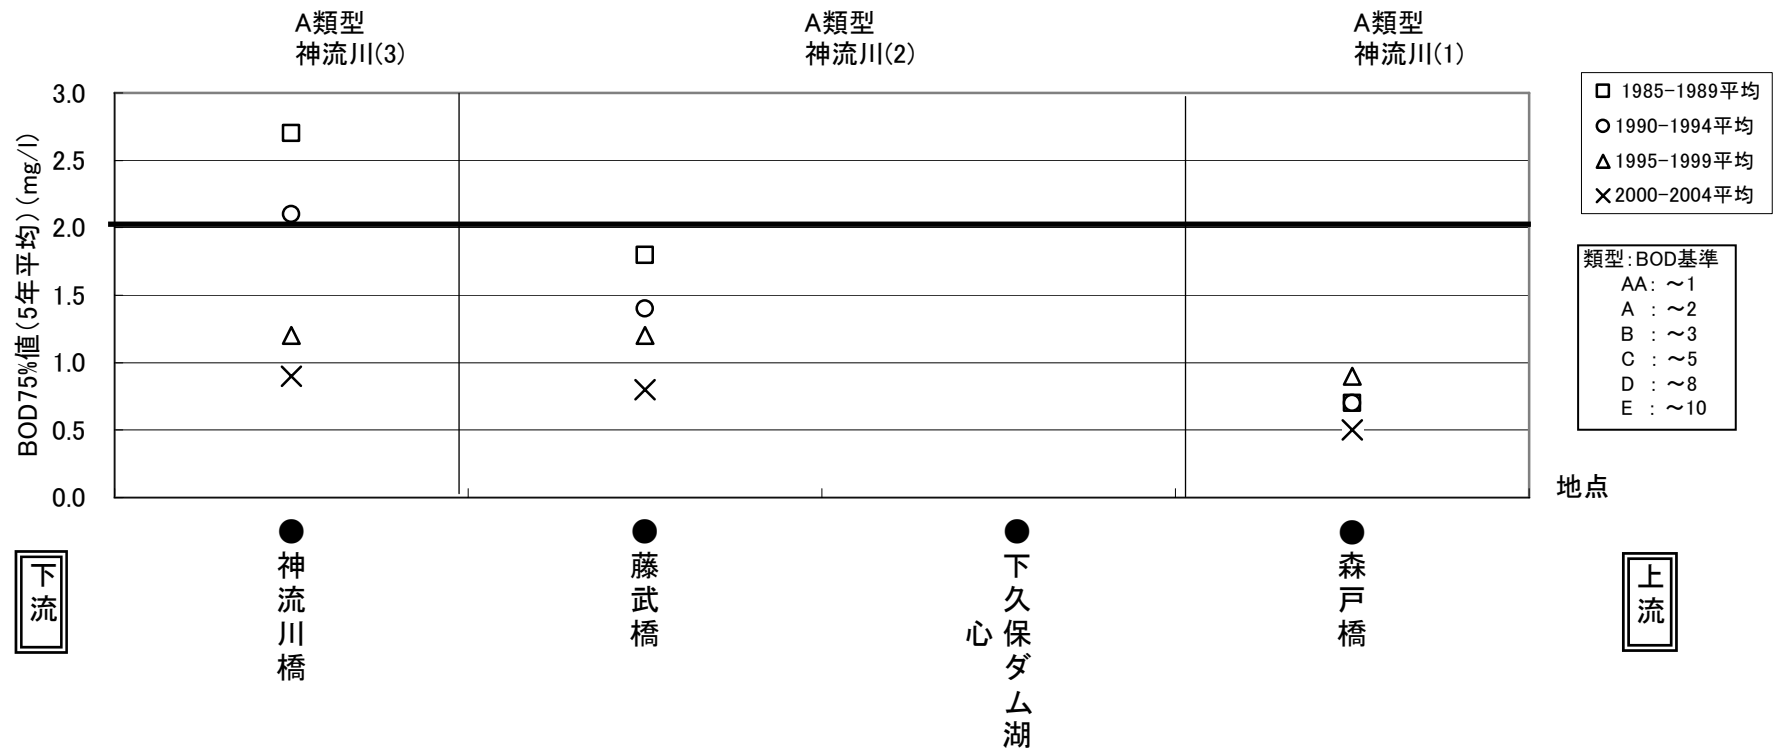 A類型
神流川(3)
A類型
神流川(2)
A類型
神流川(1)
BOD75%値(5年平均)(mg/l)
3.0
2.5
2.0
1.5
1.0
0.5
0.0
1985-1989平均
1990-1994平均
1995-1999平均
2000-2004平均
類型:BOD基準
AA: ～1
A : ～2
B : ～3
C : ～5
D : ～8
E : ～10
地点
下流
神流川橋
藤武橋
下久保ダム湖
心
森戸橋
上流